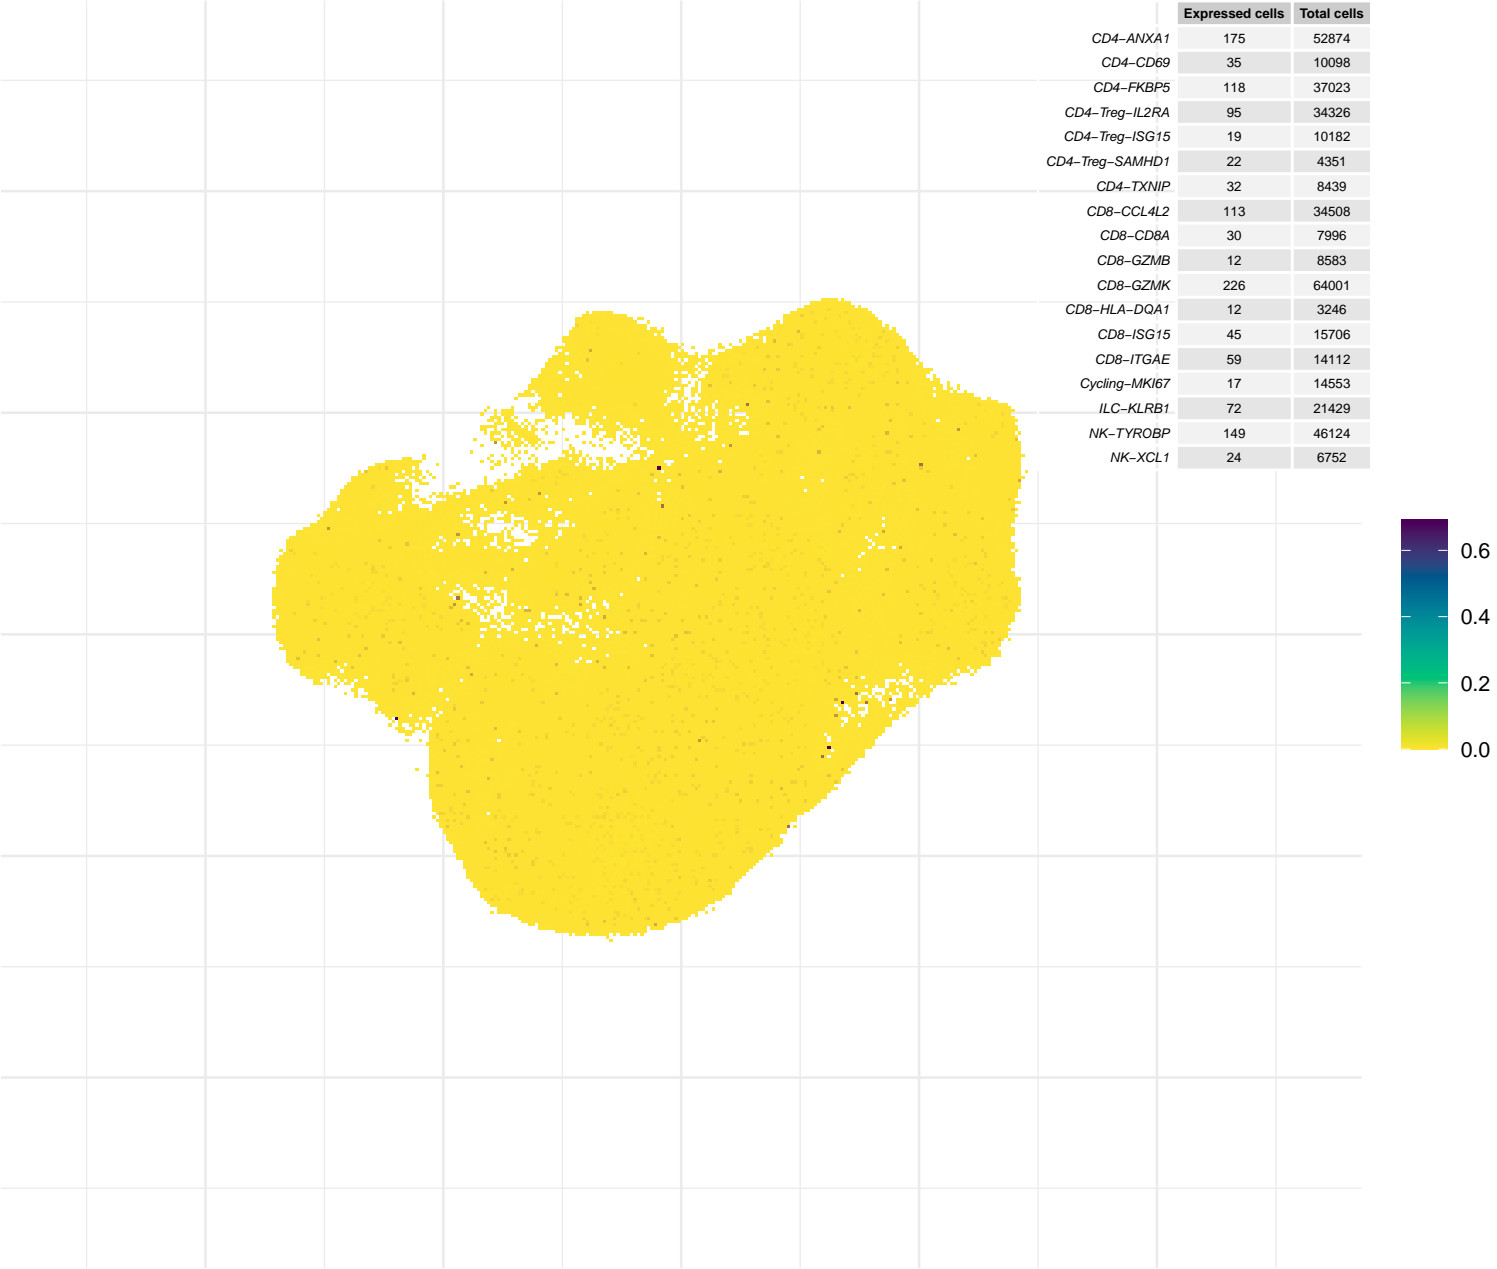 Expressed cells Total cells
CD4−ANXA1 175 52874
CD4−CD69 35 10098
CD4−FKBP5 118 37023
CD4−Treg−IL2RA 95 34326
CD4−Treg−ISG15 19 10182
CD4−Treg−SAMHD1 22 4351
CD4−TXNIP 32 8439
CD8−CCL4L2 113 34508
CD8−CD8A 30 7996
CD8−GZMB 12 8583
CD8−GZMK 226 64001
CD8−HLA−DQA1 12 3246
CD8−ISG15 45 15706
CD8−ITGAE 59 14112
Cycling−MKI67 17 14553
ILC−KLRB1 72 21429
NK−TYROBP 149 46124
NK−XCL1 24 6752
0.6
0.4
0.2
0.0